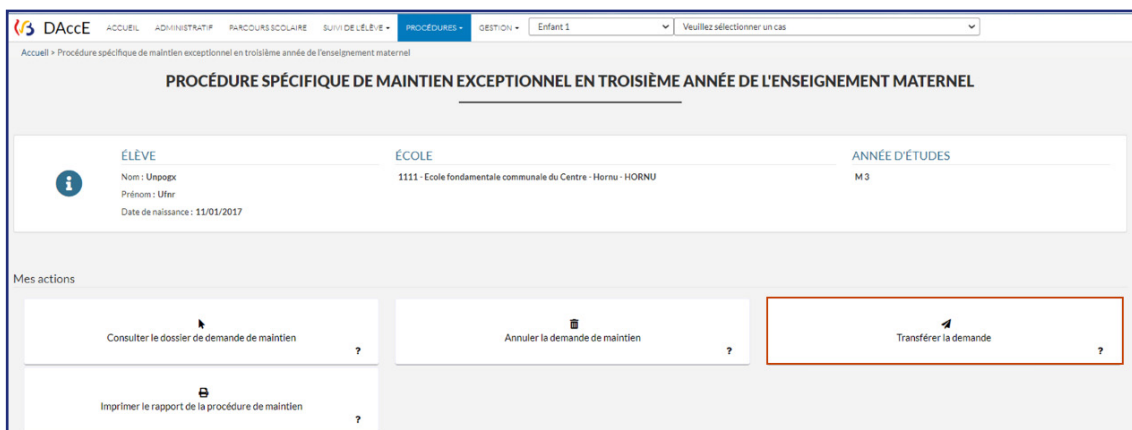 DAccE ACCUEIL ADMINISTRATIF PARCOURS SCOLAIRE SUIVI DE L'ÉLÈVE PROCÉDURES GESTION Enfant 1 Veuillez sélectionner un cas
Accueil > Procédure spécifique de maintien exceptionnel en troisième année de l'enseignement maternel
PROCÉDURE SPÉCIFIQUE DE MAINTIEN EXCEPTIONNEL EN TROISIÈME ANNÉE DE L'ENSEIGNEMENT MATERNEL
ÉLÈVE ÉCOLE ANNÉE D'ÉTUDES
Nom : Unpogx 1111 - Ecole fondamentale communale du Centre - Hornu - HORNU M 3
Prénom : Ufnr
Date de naissance : 11/01/2017
Mes actions
Consulter le dossier de demande de maintien ? Annuler la demande de maintien ? Transférer la demande ?
Imprimer le rapport de la procédure de maintien ?